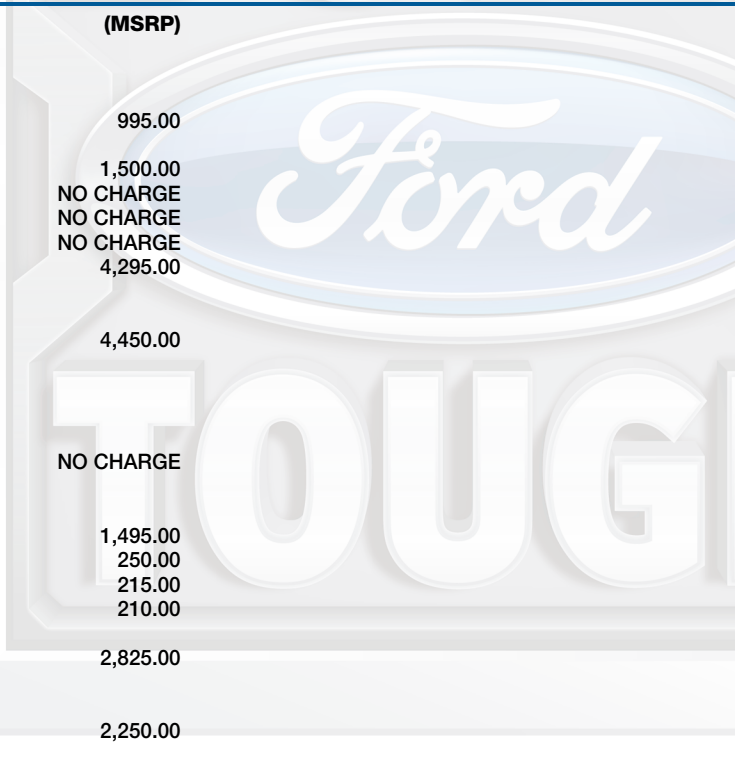 (MSRP)
995.00
1,500.00
NO CHARGE
NO CHARGE
NO CHARGE
4,295.00
4,450.00
NO CHARGE
1,495.00
250.00
215.00
210.00
2,825.00
2,250.00
Ford
TOUG